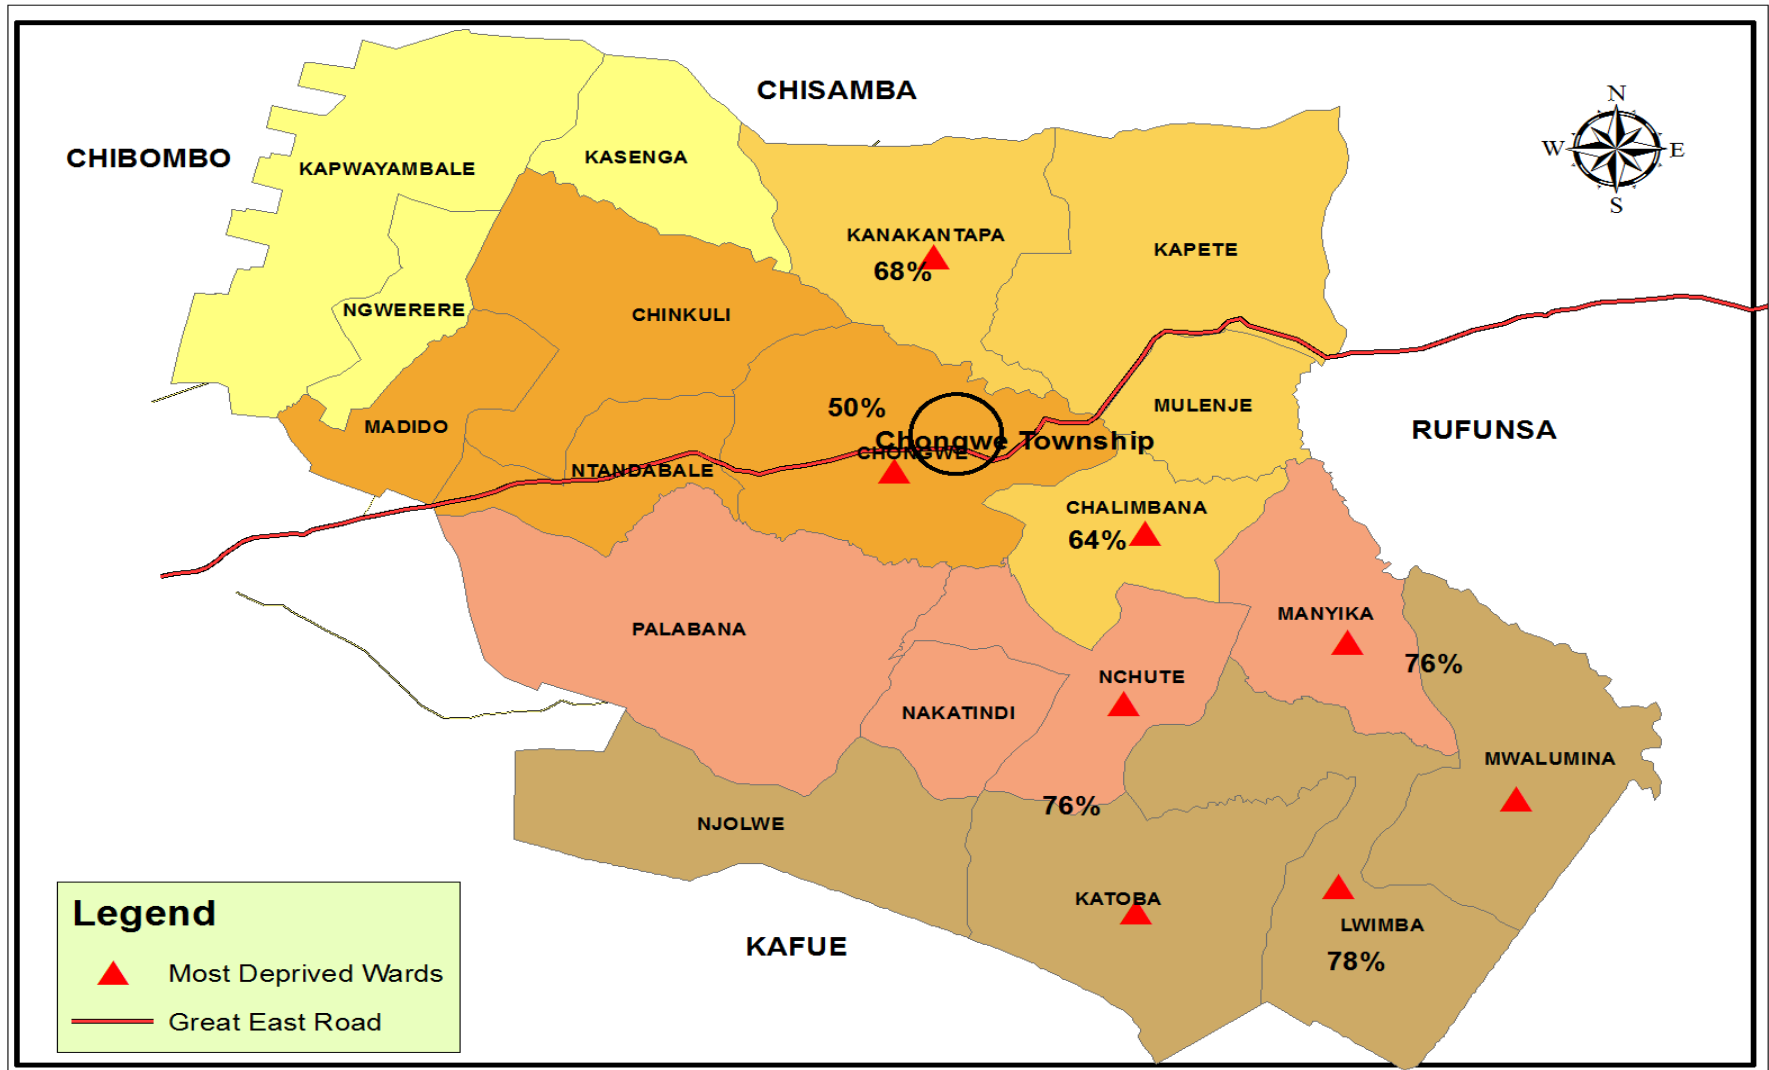 CHISAMBA
N
W E
S
CHIBOMBO
KAPWAYAMBALE
KASENGA
KANAKANTAPA
68%
KAPETE
NGWERERE
CHINKULI
MADIDO
50%
MULENJE
RUFUNSA
Chongwe Township
CHONGWE
NTANDABALE
CHALIMBANA
64%
PALABANA
MANYIKA
76%
NCHUTE
NAKATINDI
MWALUMINA
76%
NJOLWE
KATOBA
LWIMBA
78%
KAFUE
Legend
Most Deprived Wards
Great East Road